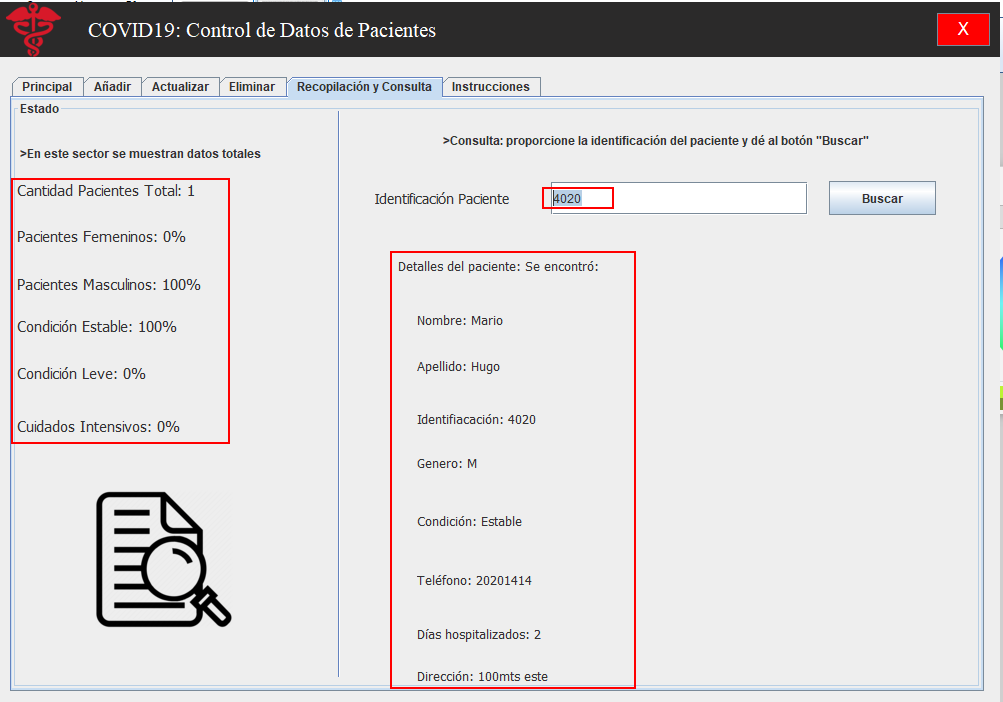 COVID19: Control de Datos de Pacientes
X
Principal Añadir Actualizar Eliminar Recopilación y Consulta Instrucciones
Estado
>En este sector se muestran datos totales
Cantidad Pacientes Total: 1
Pacientes Femeninos: 0%
Pacientes Masculinos: 100%
Condición Estable: 100%
Condición Leve: 0%
Cuidados Intensivos: 0%
>Consulta: proporcione la identificación del paciente y dé al botón "Buscar"
Identificación Paciente 4020 Buscar
Detalles del paciente: Se encontró:
Nombre: Mario
Apellido: Hugo
Identifiacación: 4020
Genero: M
Condición: Estable
Teléfono: 20201414
Días hospitalizados: 2
Dirección: 100mts este